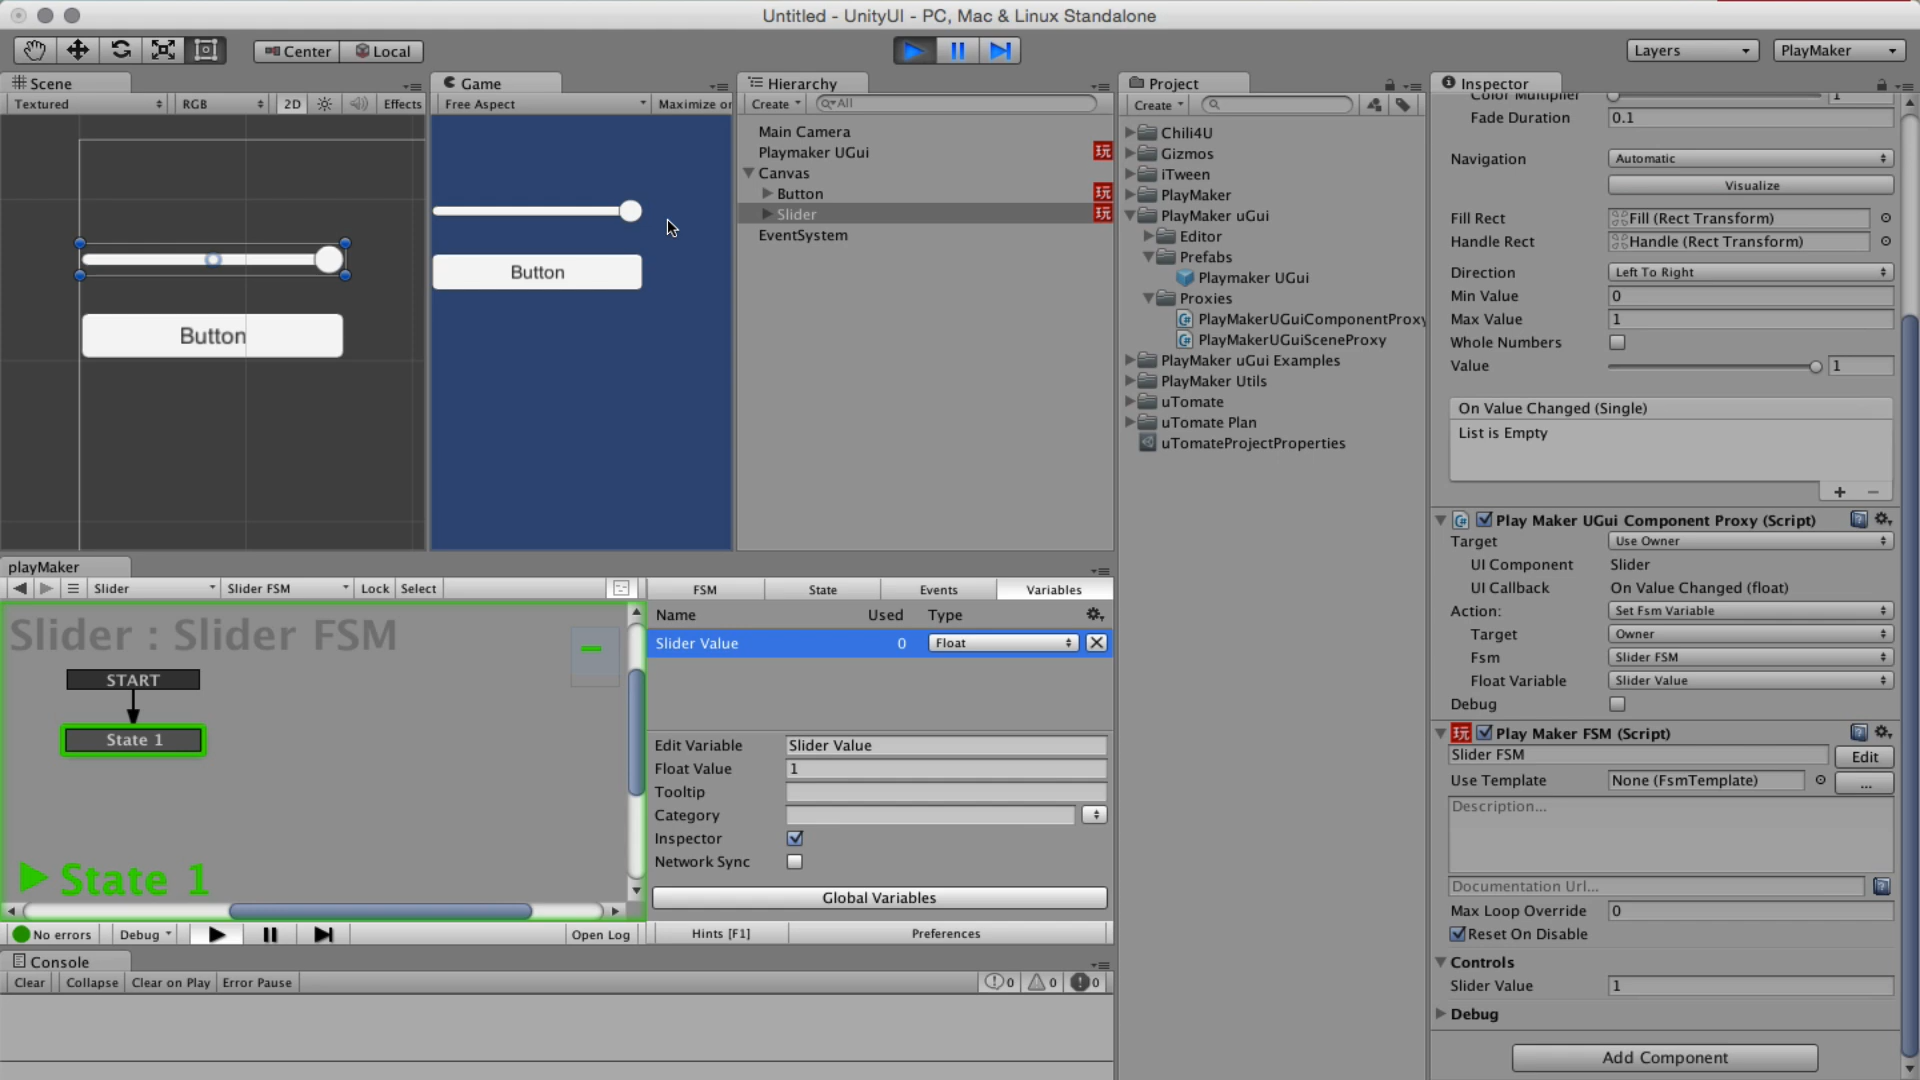 Untitled - UnityUI - PC, Mac & Linux Standalone
Center
Local
Layers
PlayMaker
Scene
Textured
RGB
2D
Effects
Button
Game
Free Aspect
Maximize or
Button
Hierarchy
Create
All
Main Camera
Playmaker UGui
玩
Canvas
Button
玩
Slider
玩
EventSystem
Project
Create
Chili4U
Gizmos
iTween
PlayMaker
PlayMaker uGui
Editor
Prefabs
Playmaker UGui
Proxies
PlayMakerUGuiComponentProxy
PlayMakerUGuiSceneProxy
PlayMaker uGui Examples
PlayMaker Utils
uTomate
uTomate Plan
uTomateProjectProperties
Inspector
Color Multiplier 1
Fade Duration 0.1
Navigation Automatic
Visualize
Fill Rect Fill (Rect Transform)
Handle Rect Handle (Rect Transform)
Direction Left To Right
Min Value 0
Max Value 1
Whole Numbers
Value 1
On Value Changed (Single)
List is Empty
Play Maker UGui Component Proxy (Script)
Target Use Owner
UI Component Slider
UI Callback On Value Changed (float)
Action: Set Fsm Variable
Target Owner
Fsm Slider FSM
Float Variable Slider Value
Debug
玩 Play Maker FSM (Script)
Slider FSM Edit
Use Template None (FsmTemplate) ...
Description...
Documentation Url...
Max Loop Override 0
Reset On Disable
Controls
Slider Value 1
Debug
Add Component
playMaker
Slider
Slider FSM
Lock
Select
Slider : Slider FSM
START
State 1
State 1
No errors
Debug
Open Log
FSM
State
Events
Variables
Name Used Type
Slider Value 0 Float
Edit Variable Slider Value
Float Value 1
Tooltip
Category
Inspector
Network Sync
Global Variables
Hints [F1]
Preferences
Console
Clear
Collapse
Clear on Play
Error Pause
0
0
0